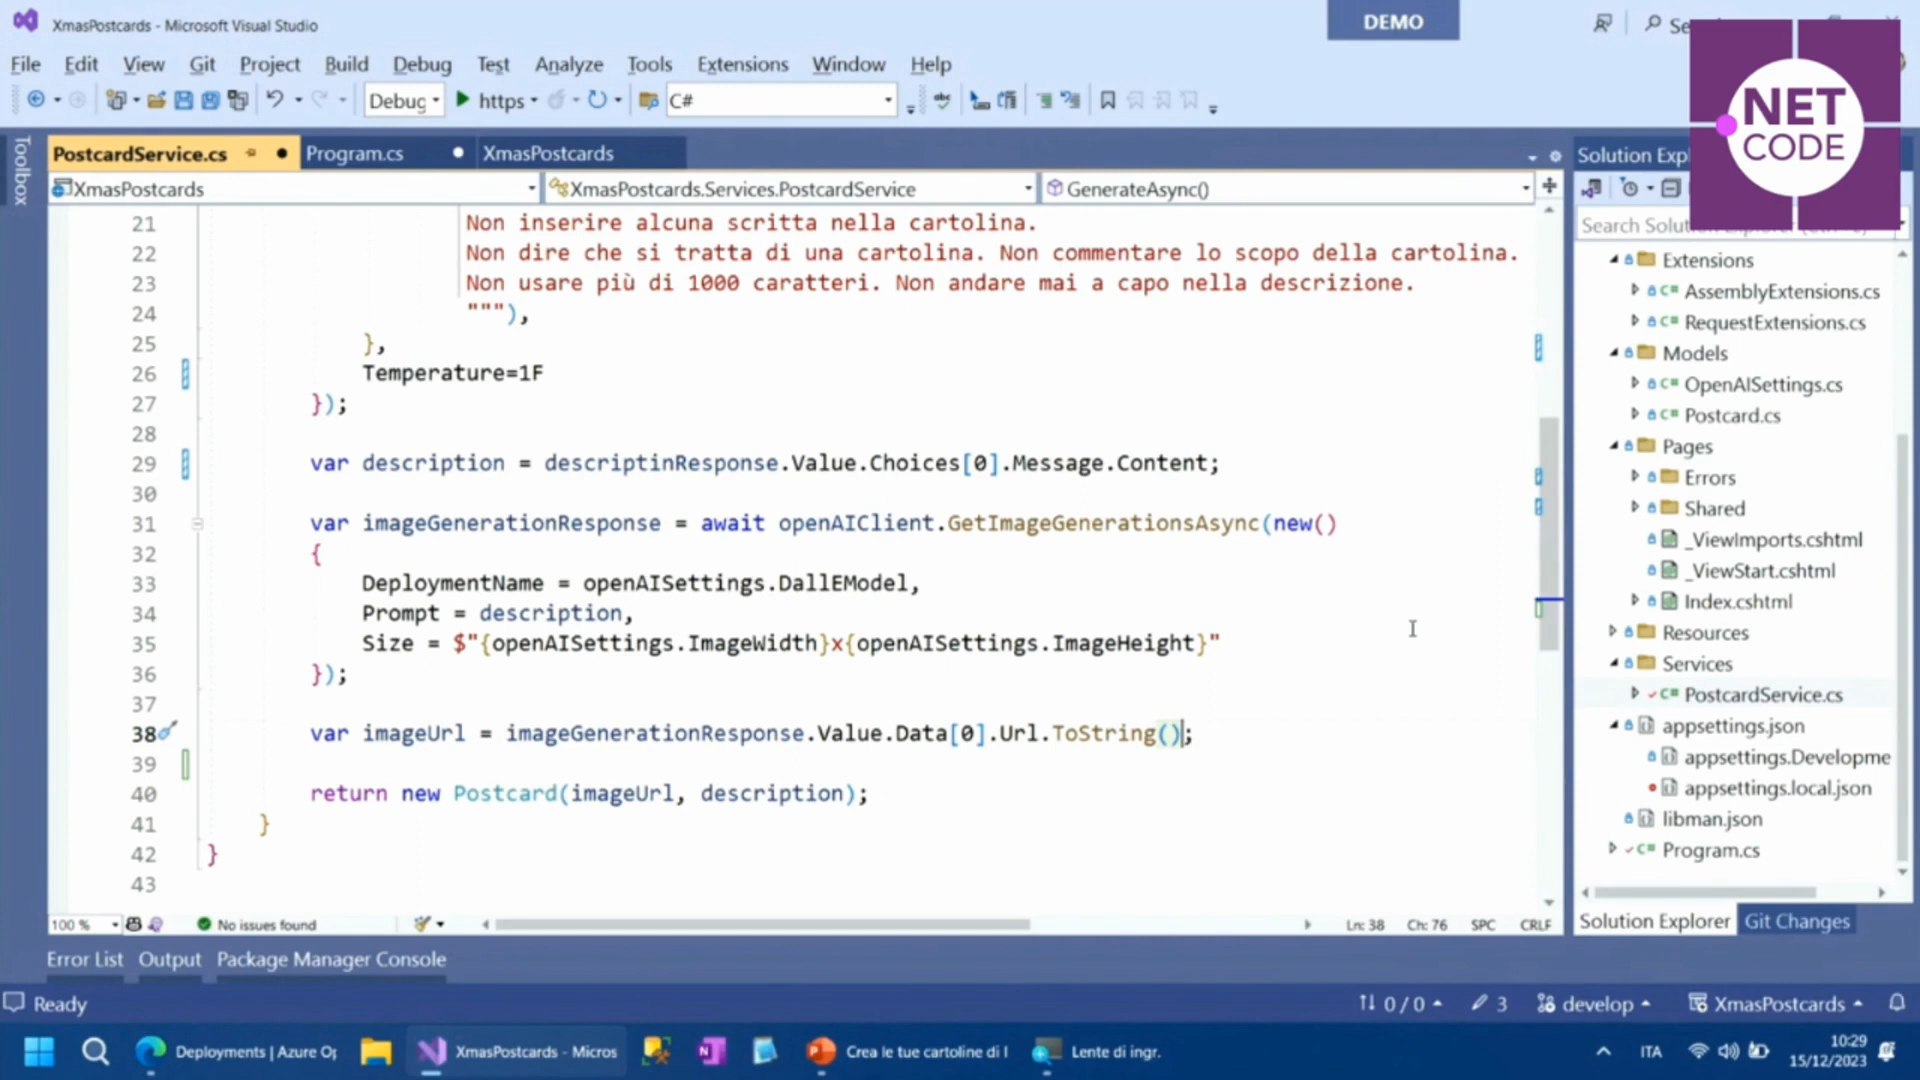 XmasPostcards - Microsoft Visual Studio
DEMO
Se
NET
CODE
File Edit View Git Project Build Debug Test Analyze Tools Extensions Window Help
Debug https C#
Toolbox
PostcardService.cs Program.cs XmasPostcards
XmasPostcards XmasPostcards.Services.PostcardService GenerateAsync()
21 Non inserire alcuna scritta nella cartolina.
22 Non dire che si tratta di una cartolina. Non commentare lo scopo della cartolina.
23 Non usare più di 1000 caratteri. Non andare mai a capo nella descrizione.
24 """),
25 },
26 Temperature=1F
27 });
28
29 var description = descriptinResponse.Value.Choices[0].Message.Content;
30
31 var imageGenerationResponse = await openAIClient.GetImageGenerationsAsync(new()
32 {
33 DeploymentName = openAISettings.DallEModel,
34 Prompt = description,
35 Size = $"{openAISettings.ImageWidth}x{openAISettings.ImageHeight}"
36 });
37
38 var imageUrl = imageGenerationResponse.Value.Data[0].Url.ToString();
39
40 return new Postcard(imageUrl, description);
41 }
42 }
43
100 % No issues found Ln: 38 Ch: 76 SPC CRLF
Solution Expl
Search Solut
Extensions
C# AssemblyExtensions.cs
C# RequestExtensions.cs
Models
C# OpenAISettings.cs
C# Postcard.cs
Pages
Errors
Shared
_ViewImports.cshtml
_ViewStart.cshtml
Index.cshtml
Resources
Services
C# PostcardService.cs
appsettings.json
appsettings.Developme
appsettings.local.json
libman.json
C# Program.cs
Solution Explorer Git Changes
Error List Output Package Manager Console
Ready 0 / 0 3 develop XmasPostcards
Deployments | Azure Op XmasPostcards - Micros Crea le tue cartoline di I Lente di ingr. ITA 10:29
15/12/2023